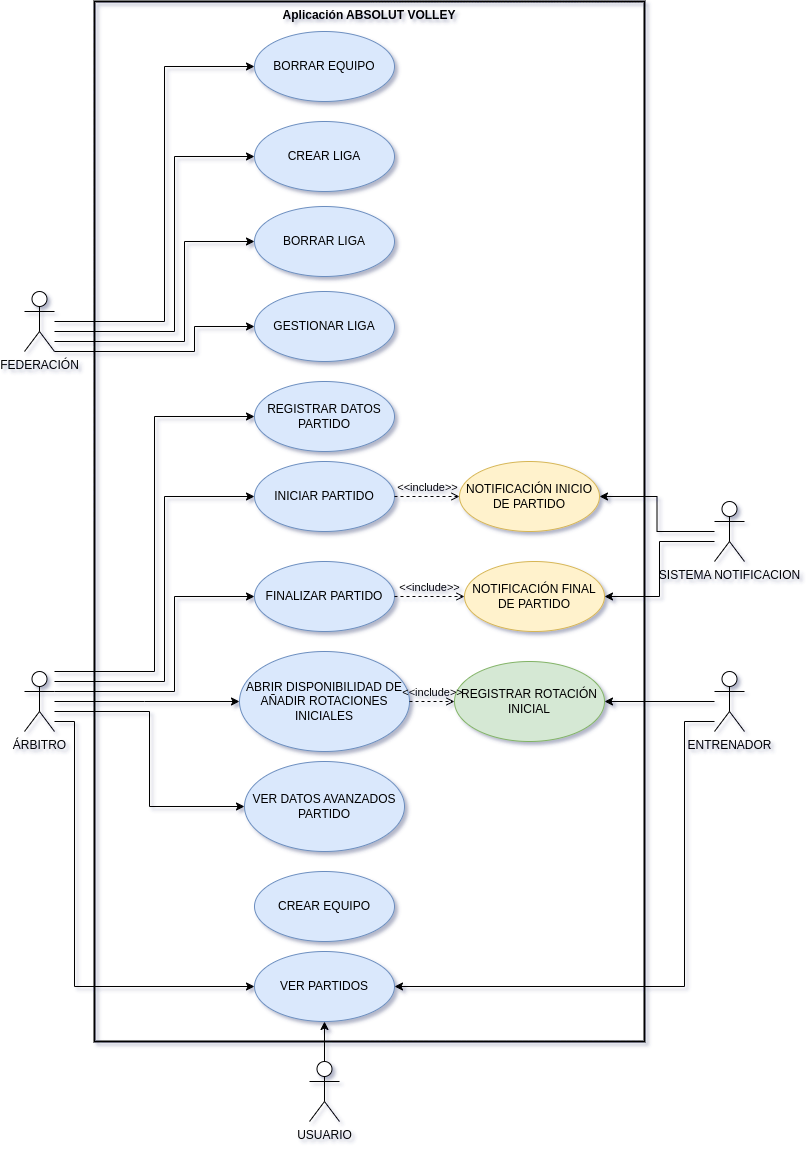 Aplicación ABSOLUT VOLLEY
BORRAR EQUIPO
CREAR LIGA
BORRAR LIGA
GESTIONAR LIGA
FEDERACIÓN
REGISTRAR DATOS
PARTIDO
INICIAR PARTIDO
<<include>>
NOTIFICACIÓN INICIO
DE PARTIDO
SISTEMA NOTIFICACION
FINALIZAR PARTIDO
<<include>>
NOTIFICACIÓN FINAL
DE PARTIDO
ABRIR DISPONIBILIDAD DE
AÑADIR ROTACIONES
INICIALES
<<include>>
REGISTRAR ROTACIÓN
INICIAL
ÁRBITRO
ENTRENADOR
VER DATOS AVANZADOS
PARTIDO
CREAR EQUIPO
VER PARTIDOS
USUARIO